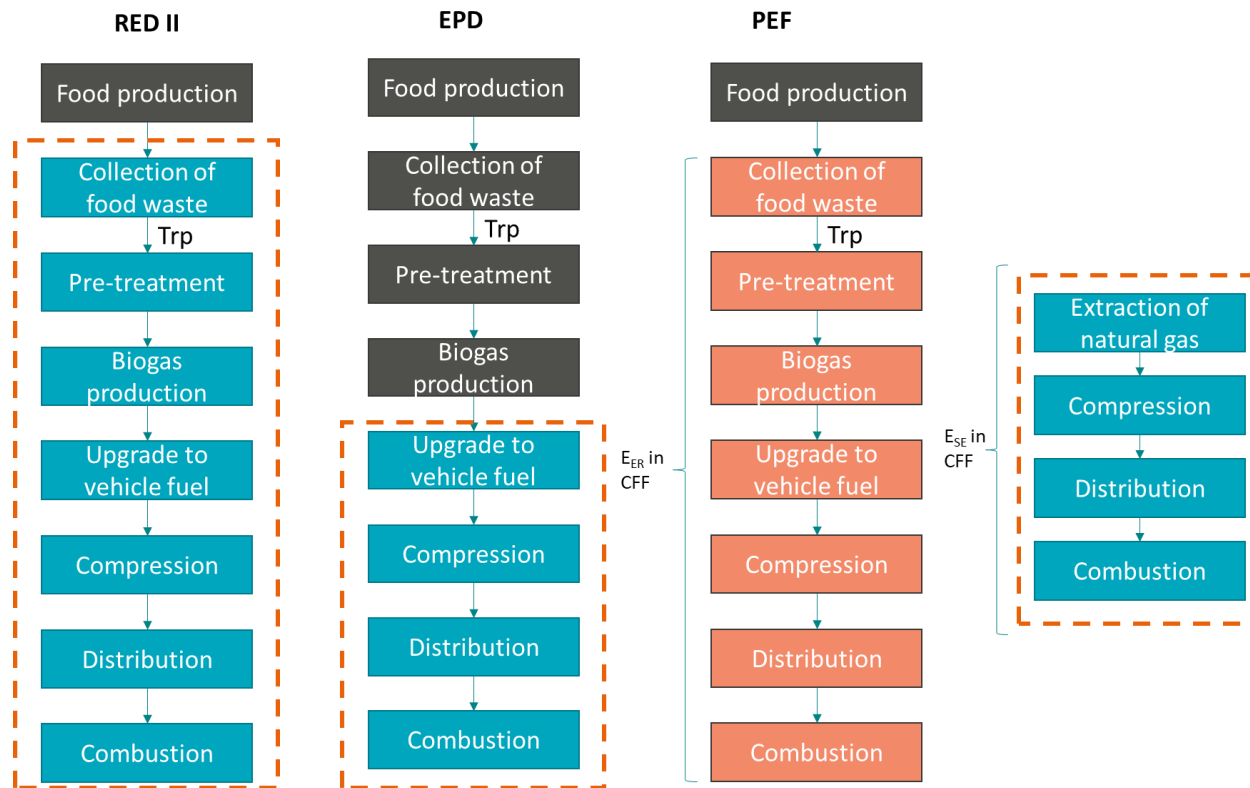 RED II
Food production
Collection of
food waste
Trp
Pre-treatment
Biogas
production
Upgrade to
vehicle fuel
Compression
Distribution
Combustion
EPD
Food production
Collection of
food waste
Trp
Pre-treatment
Biogas
production
Upgrade to
vehicle fuel
Compression
Distribution
Combustion
PEF
Food production
E_ER in
CFF
Collection of
food waste
Trp
Pre-treatment
Biogas
production
Upgrade to
vehicle fuel
Compression
Distribution
Combustion
E_SE in
CFF
Extraction of
natural gas
Compression
Distribution
Combustion